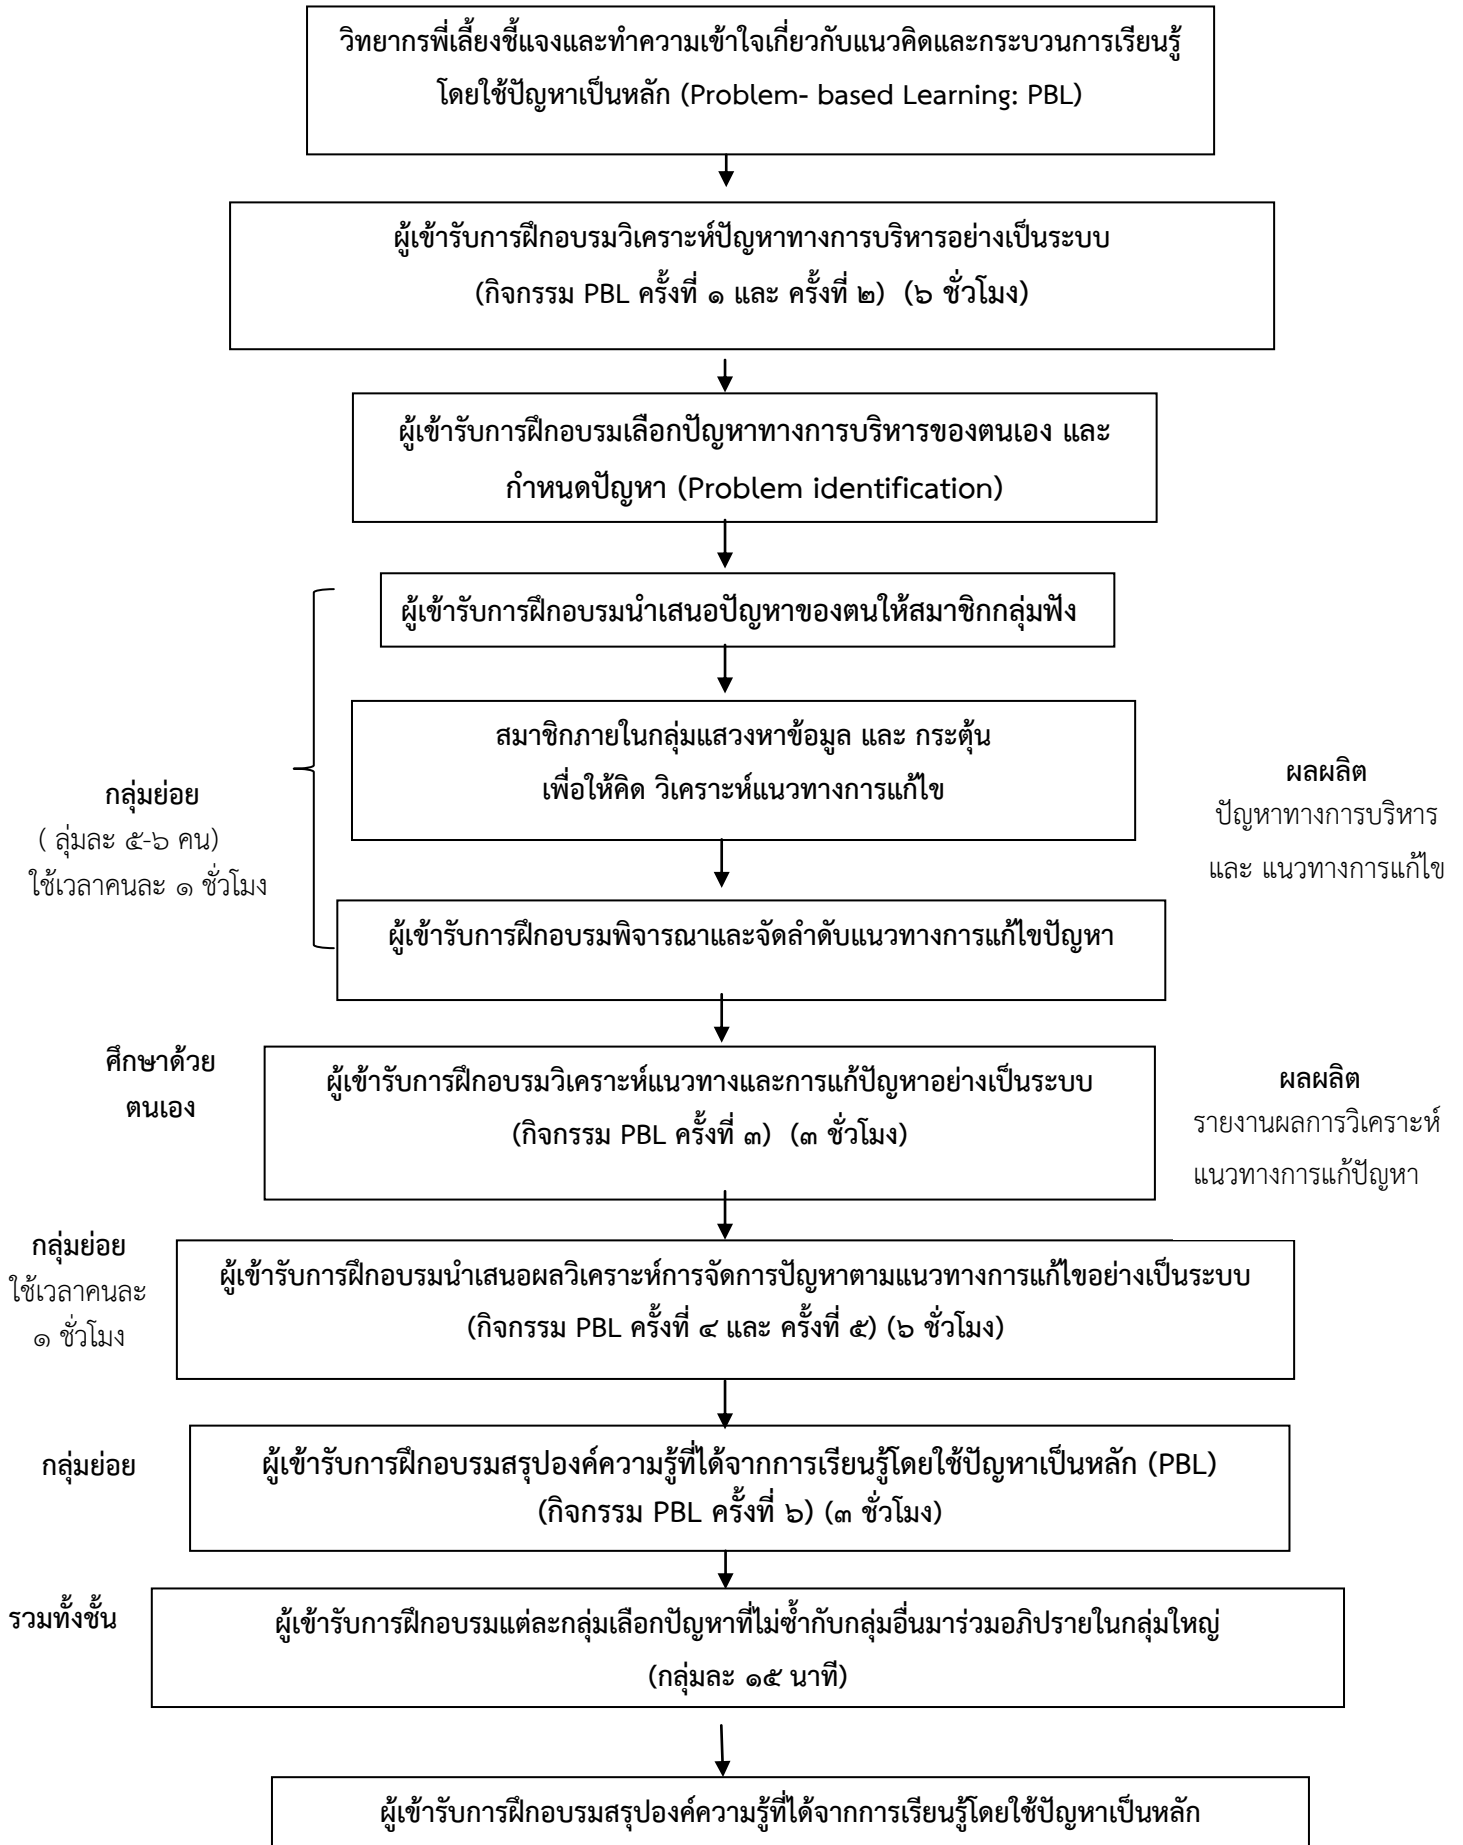 วิทยากรพี่เลี้ยงชี้แจงและทำความเข้าใจเกี่ยวกับแนวคิดและกระบวนการเรียนรู้
โดยใช้ปัญหาเป็นหลัก (Problem- based Learning: PBL)
ผู้เข้ารับการฝึกอบรมวิเคราะห์ปัญหาทางการบริหารอย่างเป็นระบบ
(กิจกรรม PBL ครั้งที่ ๑ และ ครั้งที่ ๒) (๖ ชั่วโมง)
ผู้เข้ารับการฝึกอบรมเลือกปัญหาทางการบริหารของตนเอง และ
กำหนดปัญหา (Problem identification)
ผู้เข้ารับการฝึกอบรมนำเสนอปัญหาของตนให้สมาชิกกลุ่มฟัง
สมาชิกภายในกลุ่มแสวงหาข้อมูล และ กระตุ้น
เพื่อให้คิด วิเคราะห์แนวทางการแก้ไข
กลุ่มย่อย
( ลุ่มละ ๕-๖ คน)
ใช้เวลาคนละ ๑ ชั่วโมง
ผลผลิต
ปัญหาทางการบริหาร
และ แนวทางการแก้ไข
ผู้เข้ารับการฝึกอบรมพิจารณาและจัดลำดับแนวทางการแก้ไขปัญหา
ศึกษาด้วย
ตนเอง
ผู้เข้ารับการฝึกอบรมวิเคราะห์แนวทางและการแก้ปัญหาอย่างเป็นระบบ
(กิจกรรม PBL ครั้งที่ ๓) (๓ ชั่วโมง)
ผลผลิต
รายงานผลการวิเคราะห์
แนวทางการแก้ปัญหา
กลุ่มย่อย
ใช้เวลาคนละ
๑ ชั่วโมง
ผู้เข้ารับการฝึกอบรมนำเสนอผลวิเคราะห์การจัดการปัญหาตามแนวทางการแก้ไขอย่างเป็นระบบ
(กิจกรรม PBL ครั้งที่ ๔ และ ครั้งที่ ๕) (๖ ชั่วโมง)
กลุ่มย่อย
ผู้เข้ารับการฝึกอบรมสรุปองค์ความรู้ที่ได้จากการเรียนรู้โดยใช้ปัญหาเป็นหลัก (PBL)
(กิจกรรม PBL ครั้งที่ ๖) (๓ ชั่วโมง)
รวมทั้งชั้น
ผู้เข้ารับการฝึกอบรมแต่ละกลุ่มเลือกปัญหาที่ไม่ซ้ำกับกลุ่มอื่นมาร่วมอภิปรายในกลุ่มใหญ่
(กลุ่มละ ๑๕ นาที)
ผู้เข้ารับการฝึกอบรมสรุปองค์ความรู้ที่ได้จากการเรียนรู้โดยใช้ปัญหาเป็นหลัก